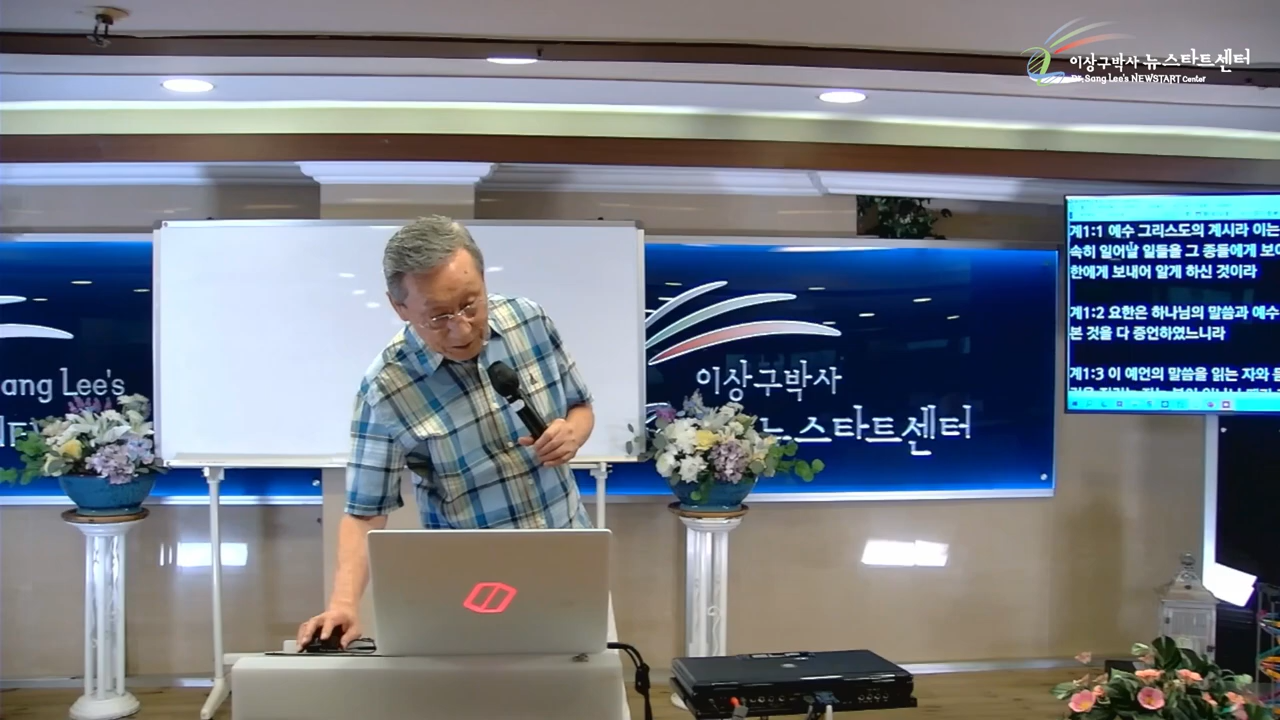 이상구박사 뉴스타트센터
Dr. Sang Lee's NEWSTART Center
계1:1 예수 그리스도의 계시라 이는
속히 일어날 일들을 그 종들에게 보이
한에게 보내어 알게 하신 것이라
계1:2 요한은 하나님의 말씀과 예수
본 것을 다 증언하였느니라
계1:3 이 예언의 말씀을 읽는 자와 듣
ang Lee's
이상구박사
뉴스타트센터